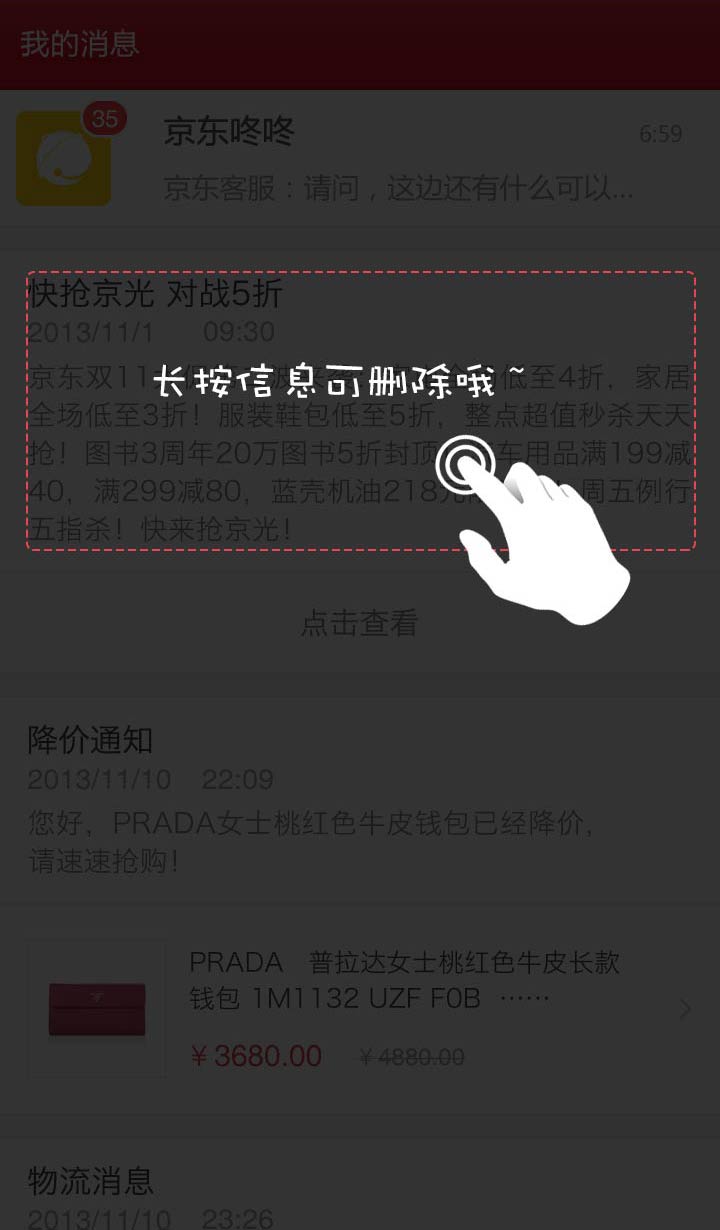 我的消息
35
京东咚咚
6:59
京东客服：请问，这边还有什么可以...
快抢京光 对战5折
2013/11/1 09:30
长按信息可删除哦~
京东双11
低至4折，家居
全场低至3折！服装鞋包低至5折，整点超值秒杀天天
抢！图书3周年20万图书5折封顶
车用品满199减
40，满299减80，蓝壳机油218元
周五例行
五指杀！快来抢京光！
点击查看
降价通知
2013/11/10 22:09
您好，PRADA女士桃红色牛皮钱包已经降价，
请速速抢购！
PRADA 普拉达女士桃红色牛皮长款
钱包 1M1132 UZF F0B ……
¥3680.00 ¥4880.00
物流消息
2013/11/10 23:26